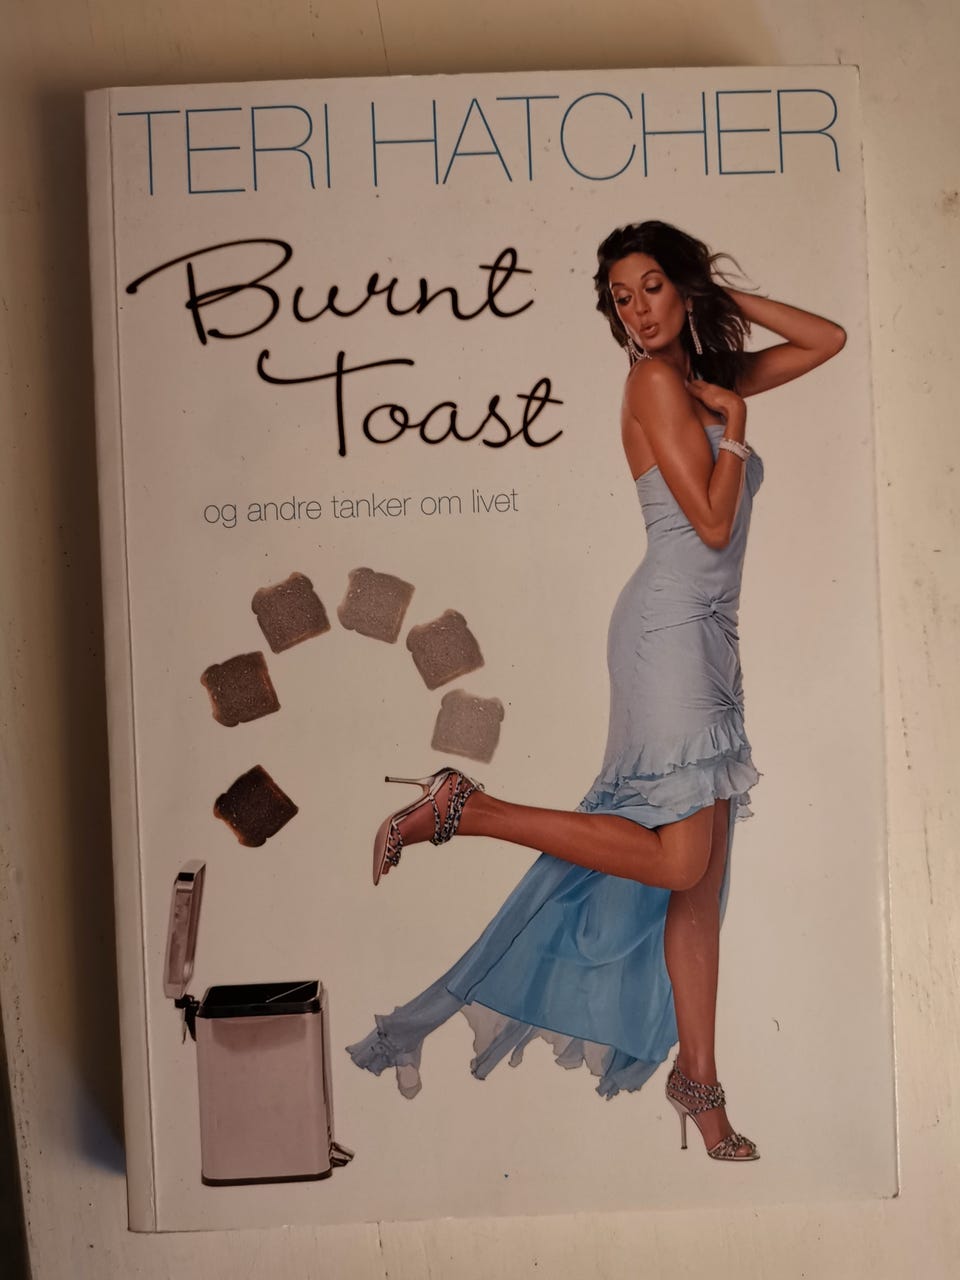 TERI HATCHER
Burnt
Toast
og andre tanker om livet